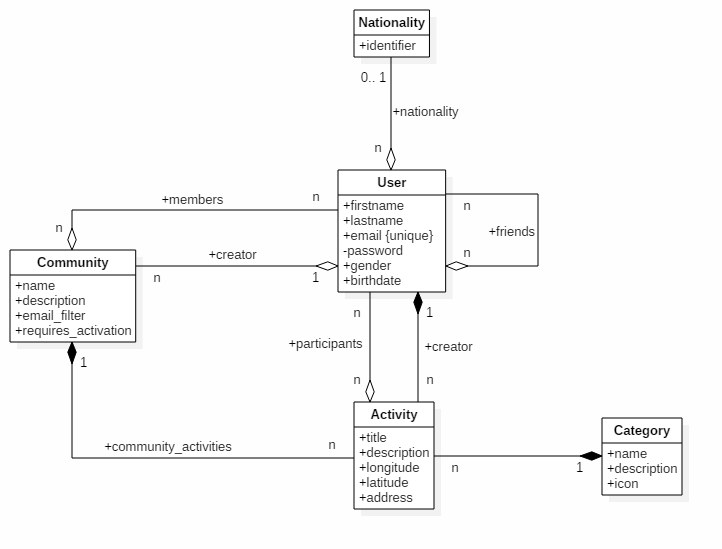 Nationality
+identifier
0.. 1
+nationality
n
User
+firstname
+lastname
+email {unique}
-password
+gender
+birthdate
n
+friends
n
+members
n
n
Community
+name
+description
+email_filter
+requires_activation
+creator
n
1
1
n
+participants
n
1
+creator
n
+community_activities
n
Activity
+title
+description
+longitude
+latitude
+address
n
1
Category
+name
+description
+icon